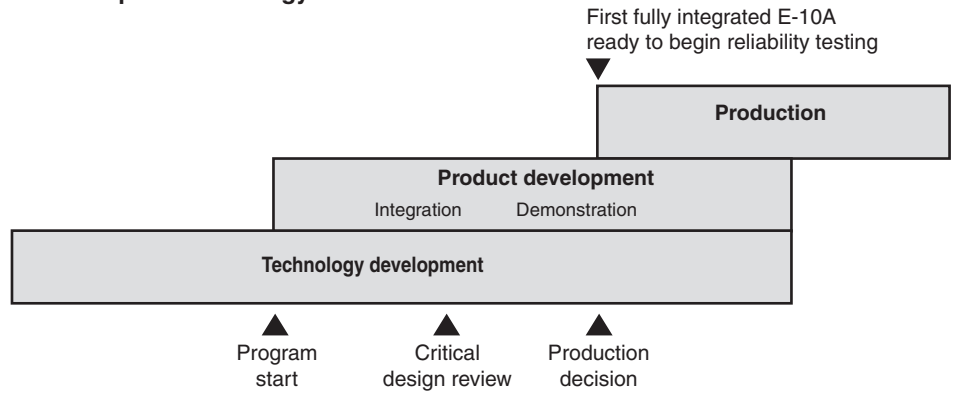 First fully integrated E-10A
ready to begin reliability testing
Production
Product development
Integration Demonstration
Technology development
Program
start
Critical
design review
Production
decision